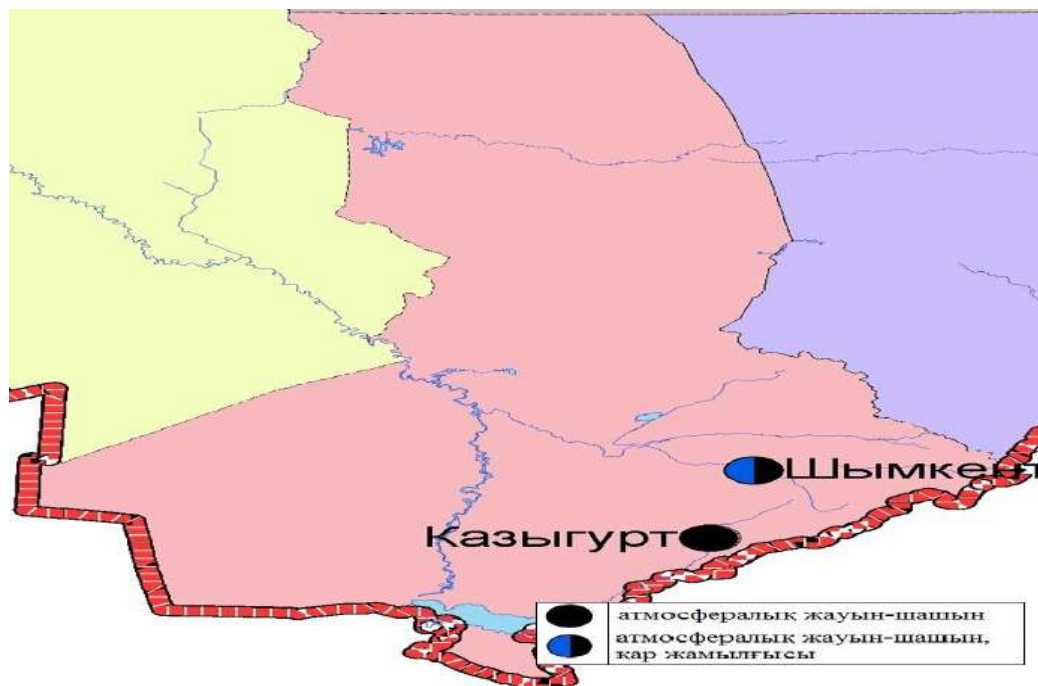 Шымкент
Казыгурт
атмосфералық жауын-шашын
атмосфералық жауын-шашын,
қар жамылғысы